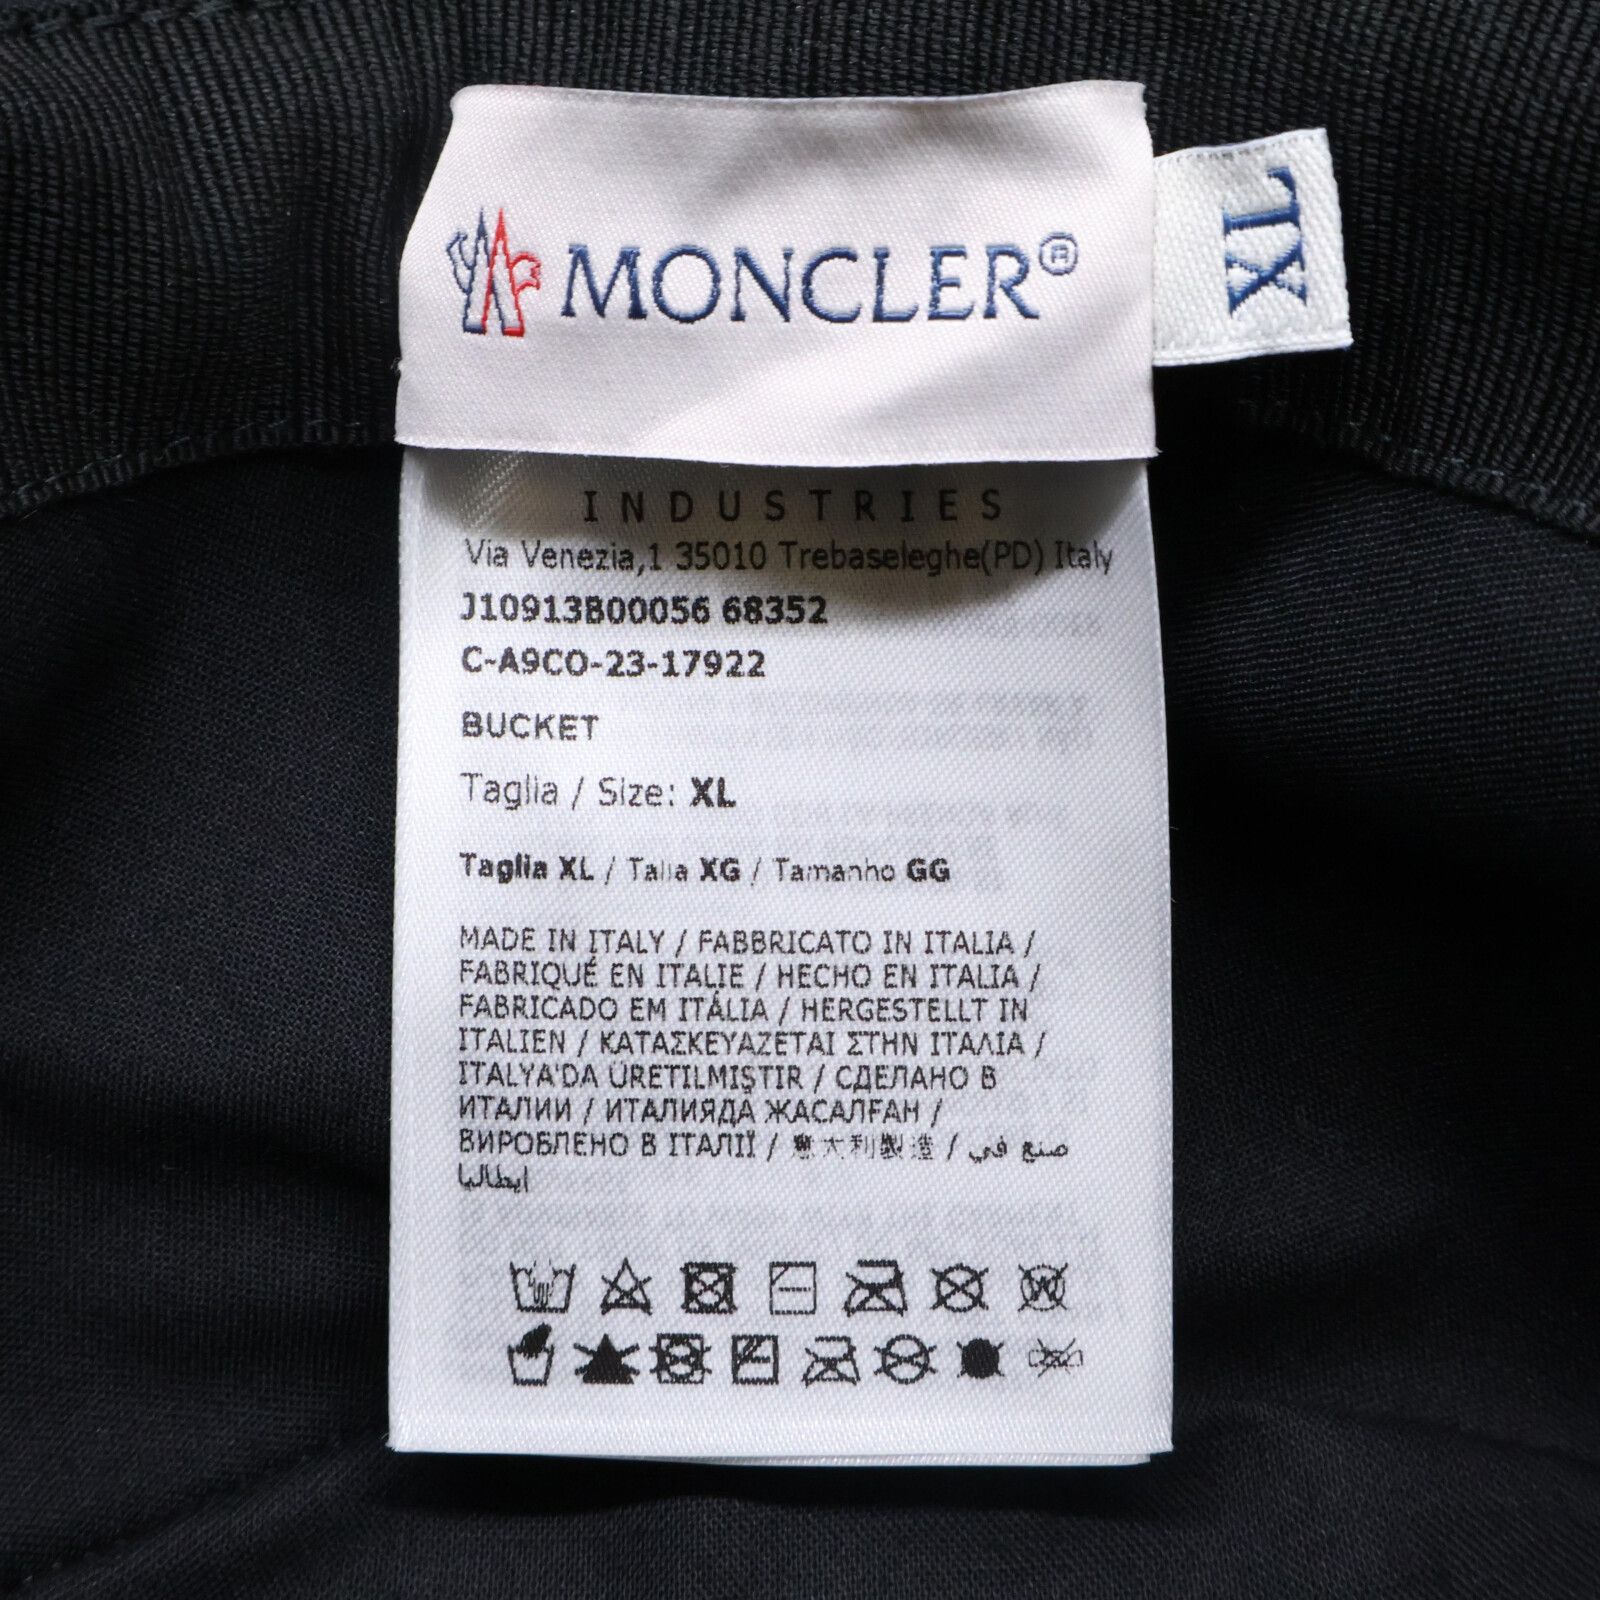 MONCLER®
XL
INDUSTRIES
Via Venezia,1 35010 Trebaseleghe(PD) Italy
J10913B00056 68352
C-A9CO-23-17922
BUCKET
Taglia / Size: XL
Taglia XL / Talla XG / Tamanho GG
MADE IN ITALY / FABBRICATO IN ITALIA /
FABRIQUÉ EN ITALIE / HECHO EN ITALIA /
FABRICADO EM ITÁLIA / HERGESTELLT IN
ITALIEN / ΚΑΤΑΣΚΕΥΑΖΕΤΑΙ ΣΤΗΝ ΙΤΑΛΙΑ /
ITALYA'DA ÜRETILMIŞTIR / СДЕЛАНО В
ИТАЛИИ / ИТАЛИЯДА ЖАСАЛҒАН /
ВИРОБЛЕНО В ІТАЛІЇ / 意大利製造 / صنع في
ايطاليا